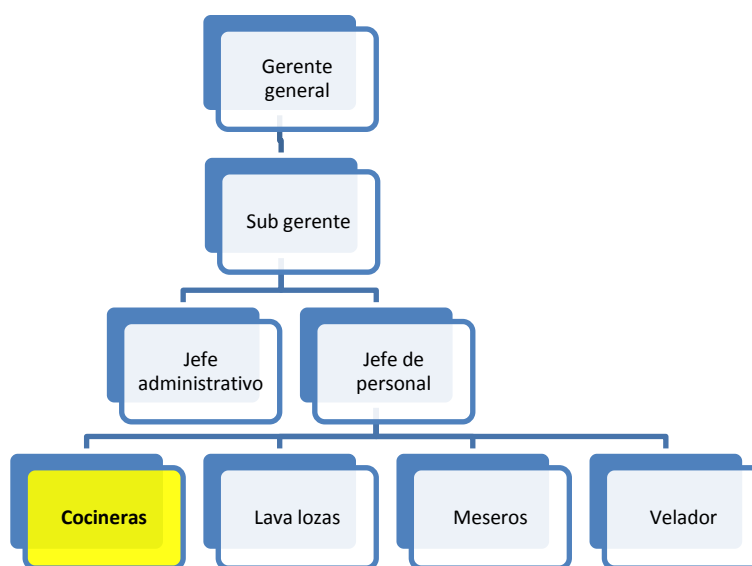 Gerente
general
Sub gerente
Jefe
administrativo
Jefe de
personal
Cocineras
Lava lozas
Meseros
Velador